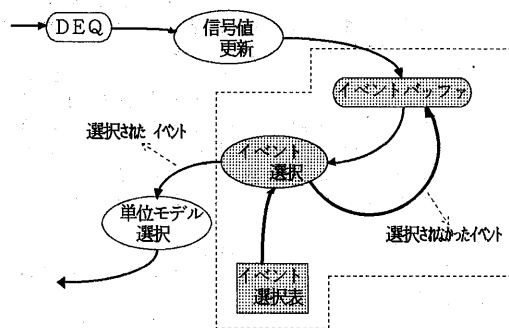 DEQ
信号値
更新
イベントバッファ
選択された イベント
イベント
選択
単位モデル
選択
選択されなかったイベント
イベント
選択表